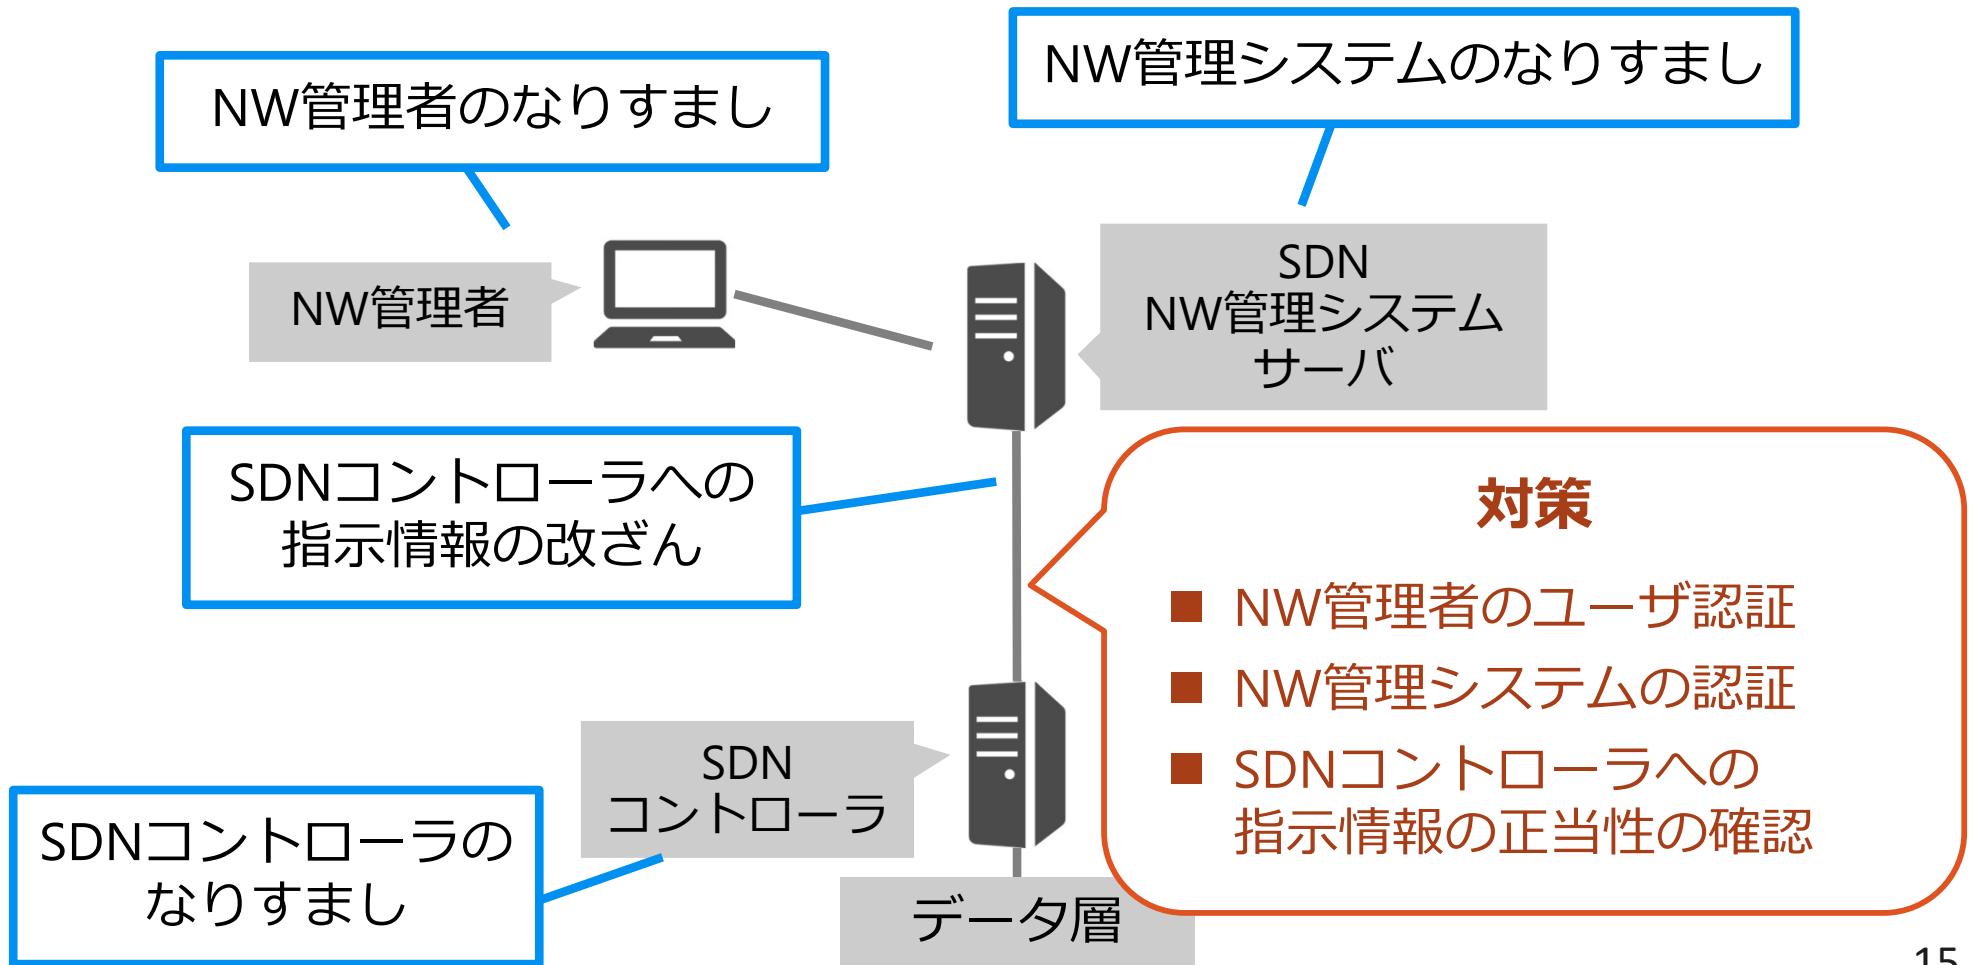 NW管理システムのなりすまし
NW管理者のなりすまし
NW管理者
SDN
NW管理システム
サーバ
SDNコントローラへの
指示情報の改ざん
対策
■ NW管理者のユーザ認証
■ NW管理システムの認証
■ SDNコントローラへの
指示情報の正当性の確認
SDN
コントローラ
SDNコントローラの
なりすまし
データ層
15